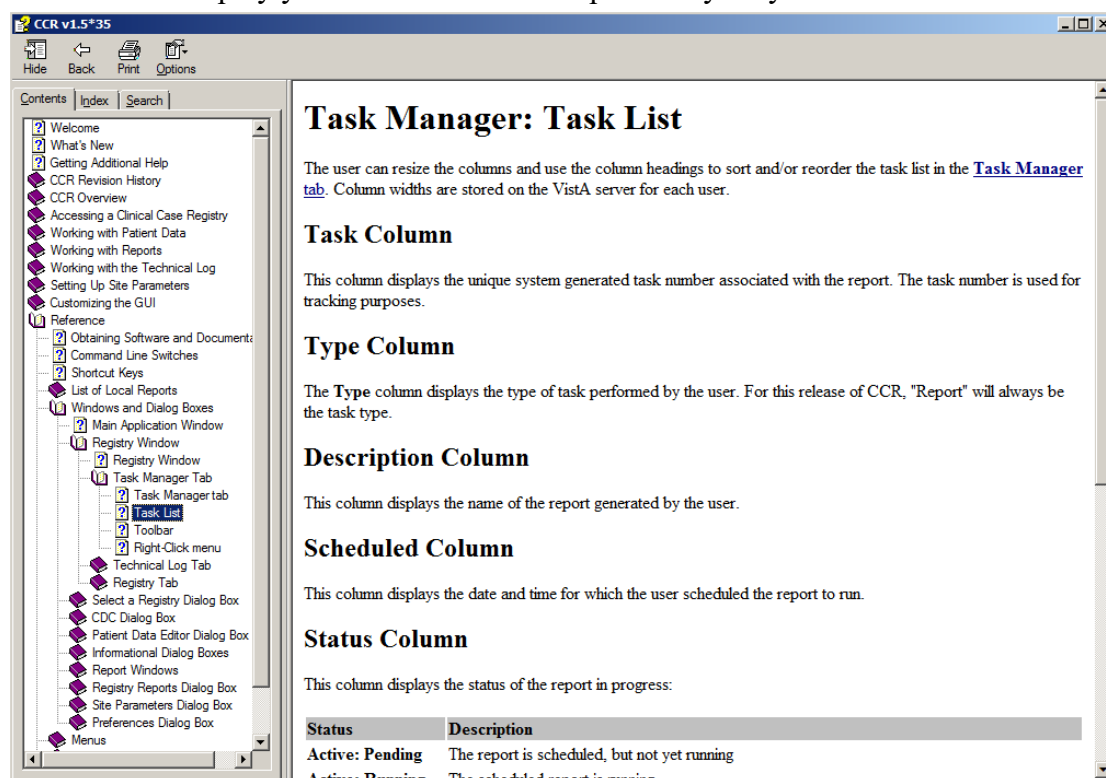 CCR v1.5*35
Hide Back Print Options
Contents Index Search
Welcome
What's New
Getting Additional Help
CCR Revision History
CCR Overview
Accessing a Clinical Case Registry
Working with Patient Data
Working with Reports
Working with the Technical Log
Setting Up Site Parameters
Customizing the GUI
Reference
Obtaining Software and Documenta
Command Line Switches
Shortcut Keys
List of Local Reports
Windows and Dialog Boxes
Main Application Window
Registry Window
Registry Window
Task Manager Tab
Task Manager tab
Task List
Toolbar
Right-Click menu
Technical Log Tab
Registry Tab
Select a Registry Dialog Box
CDC Dialog Box
Patient Data Editor Dialog Box
Informational Dialog Boxes
Report Windows
Registry Reports Dialog Box
Site Parameters Dialog Box
Preferences Dialog Box
Menus
Task Manager: Task List
The user can resize the columns and use the column headings to sort and/or reorder the task list in the Task Manager
tab. Column widths are stored on the VistA server for each user.
Task Column
This column displays the unique system generated task number associated with the report. The task number is used for
tracking purposes.
Type Column
The Type column displays the type of task performed by the user. For this release of CCR, "Report" will always be
the task type.
Description Column
This column displays the name of the report generated by the user.
Scheduled Column
This column displays the date and time for which the user scheduled the report to run.
Status Column
This column displays the status of the report in progress:
Status Description
Active: Pending The report is scheduled, but not yet running
Active: Running The scheduled report is running